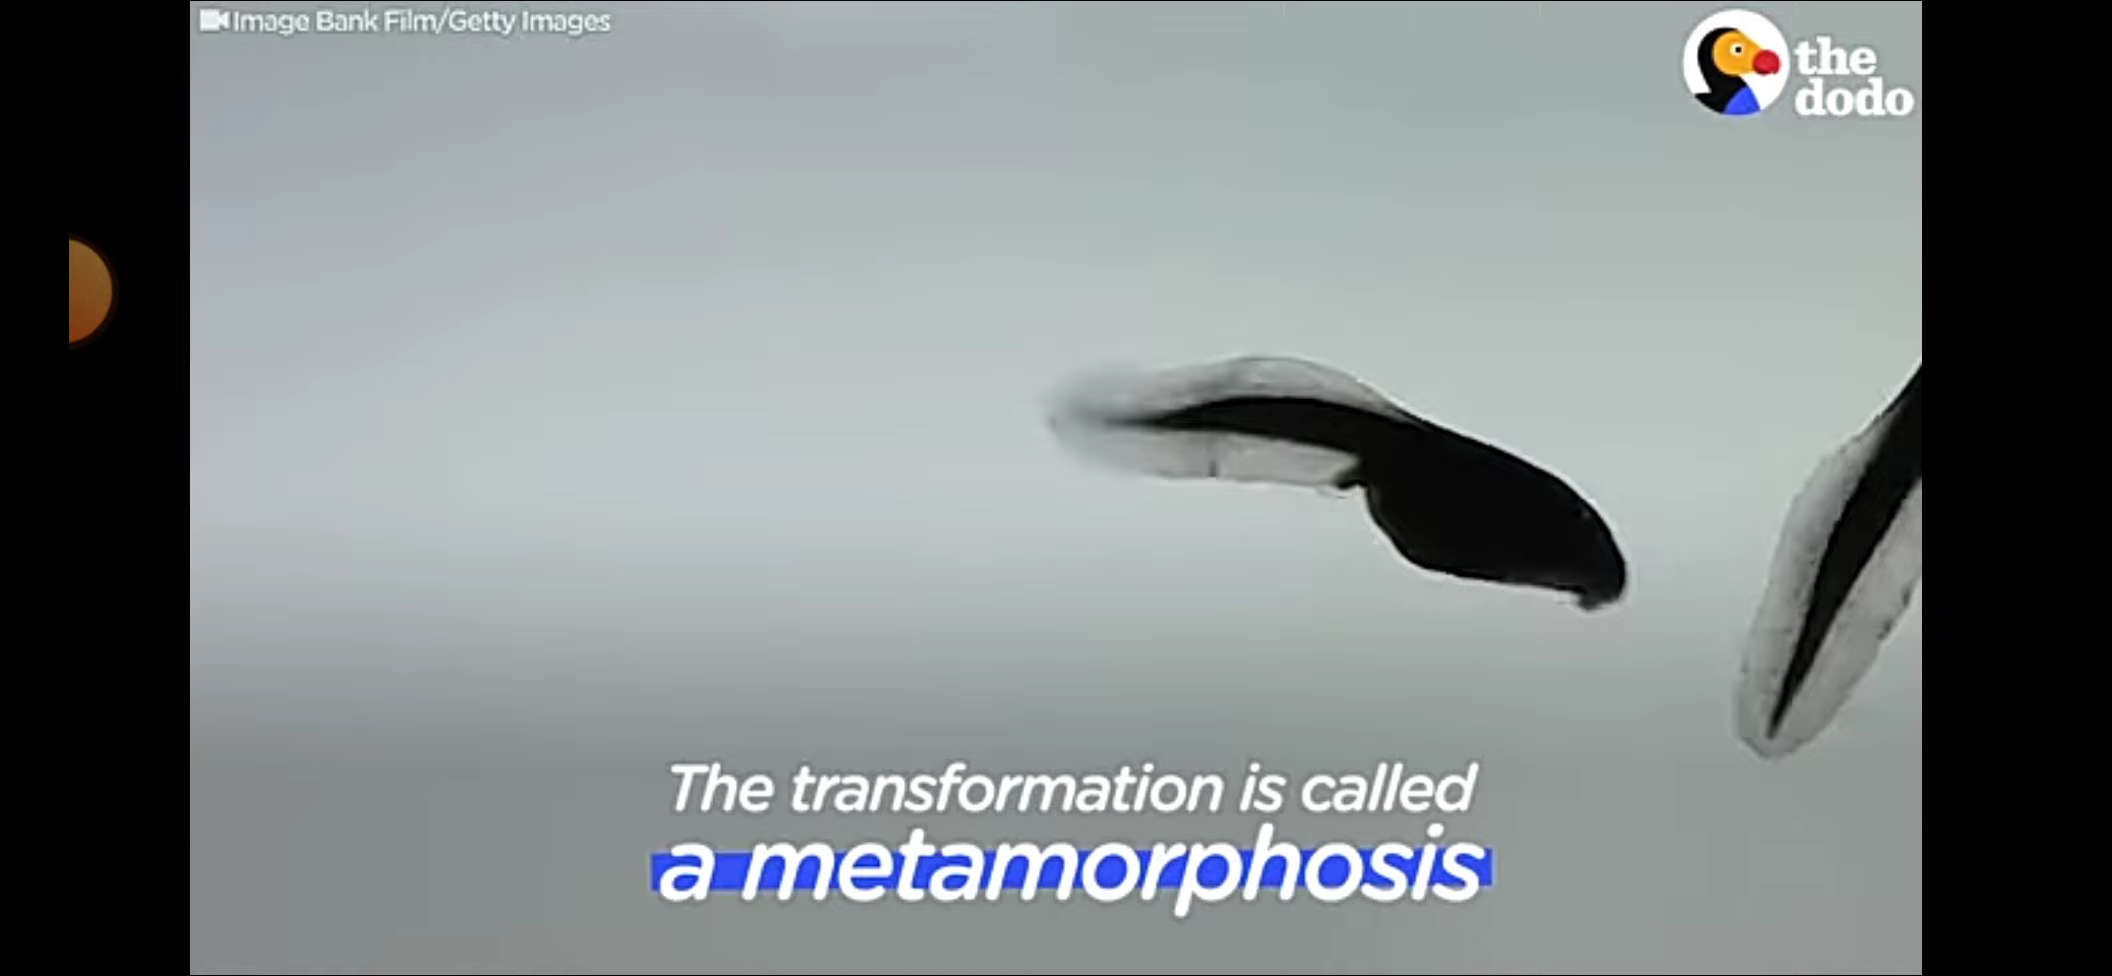 Image Bank Film/Getty Images
the
dodo
The transformation is called
a metamorphosis